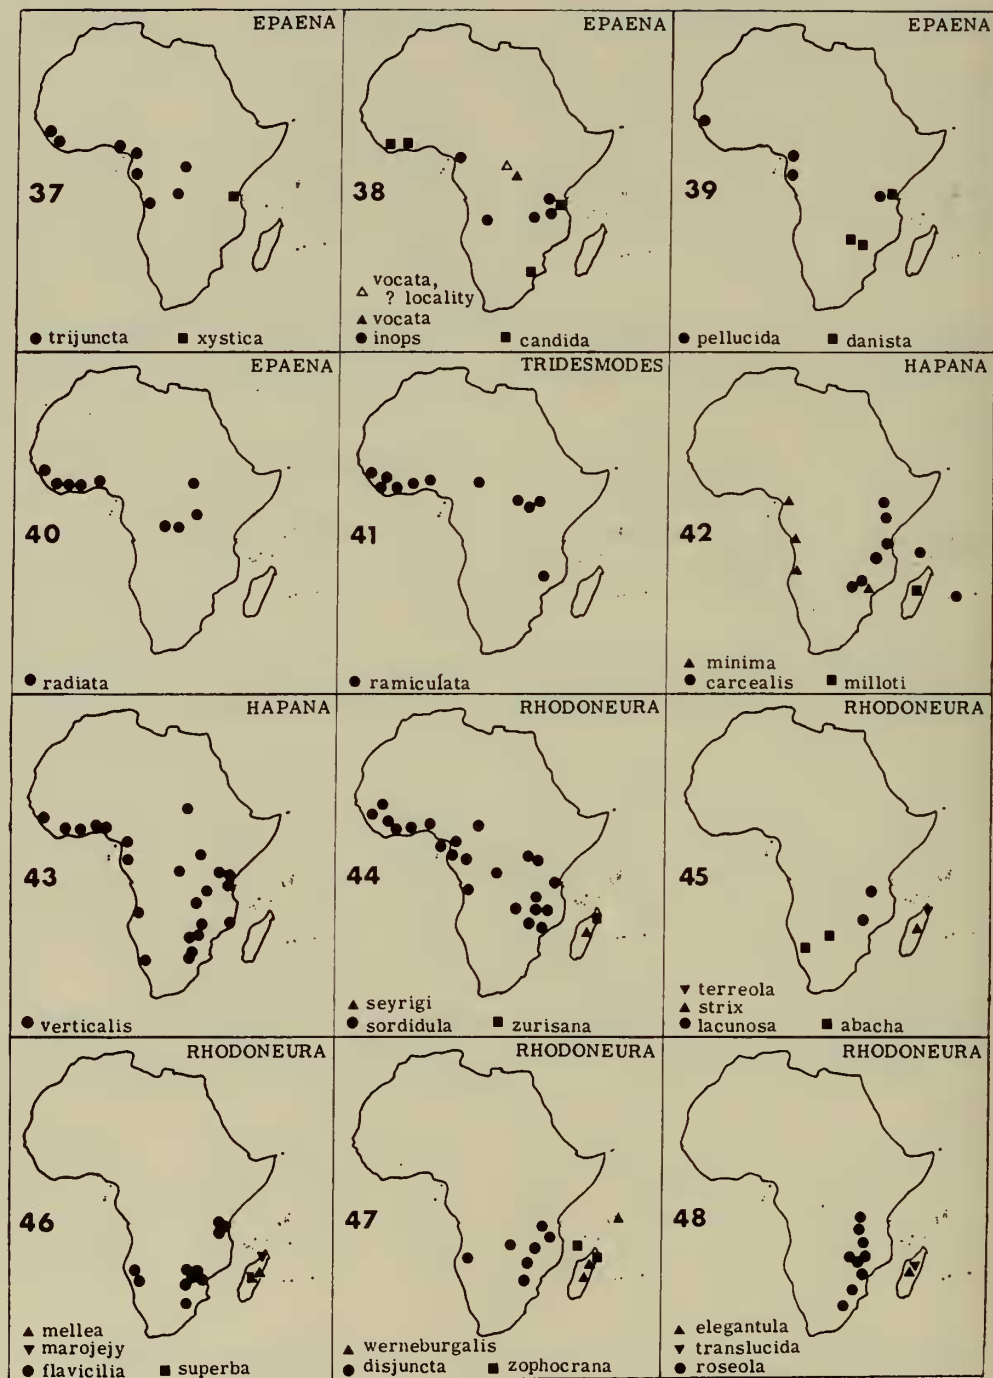 EPAENA
37
● trijuncta ■ xystica
EPAENA
38
△ vocata,
? locality
▲ vocata
● inops ■ candida
EPAENA
39
● pellucida ■ danista
EPAENA
40
● radiata
TRIDESMODES
41
● ramiculata
HAPANA
42
▲ minima
● carcealis ■ milloti
HAPANA
43
● verticalis
RHODONEURA
44
▲ seyrigi
● sordidula ■ zurisana
RHODONEURA
45
▼ terreola
▲ strix
● lacunosa ■ abacha
RHODONEURA
46
▲ mellea
▼ marojejy
● flavicilia ■ superba
RHODONEURA
47
▲ werneburgalis
● disjuncta ■ zophocrana
RHODONEURA
48
▲ elegantula
▼ translucida
● roseola